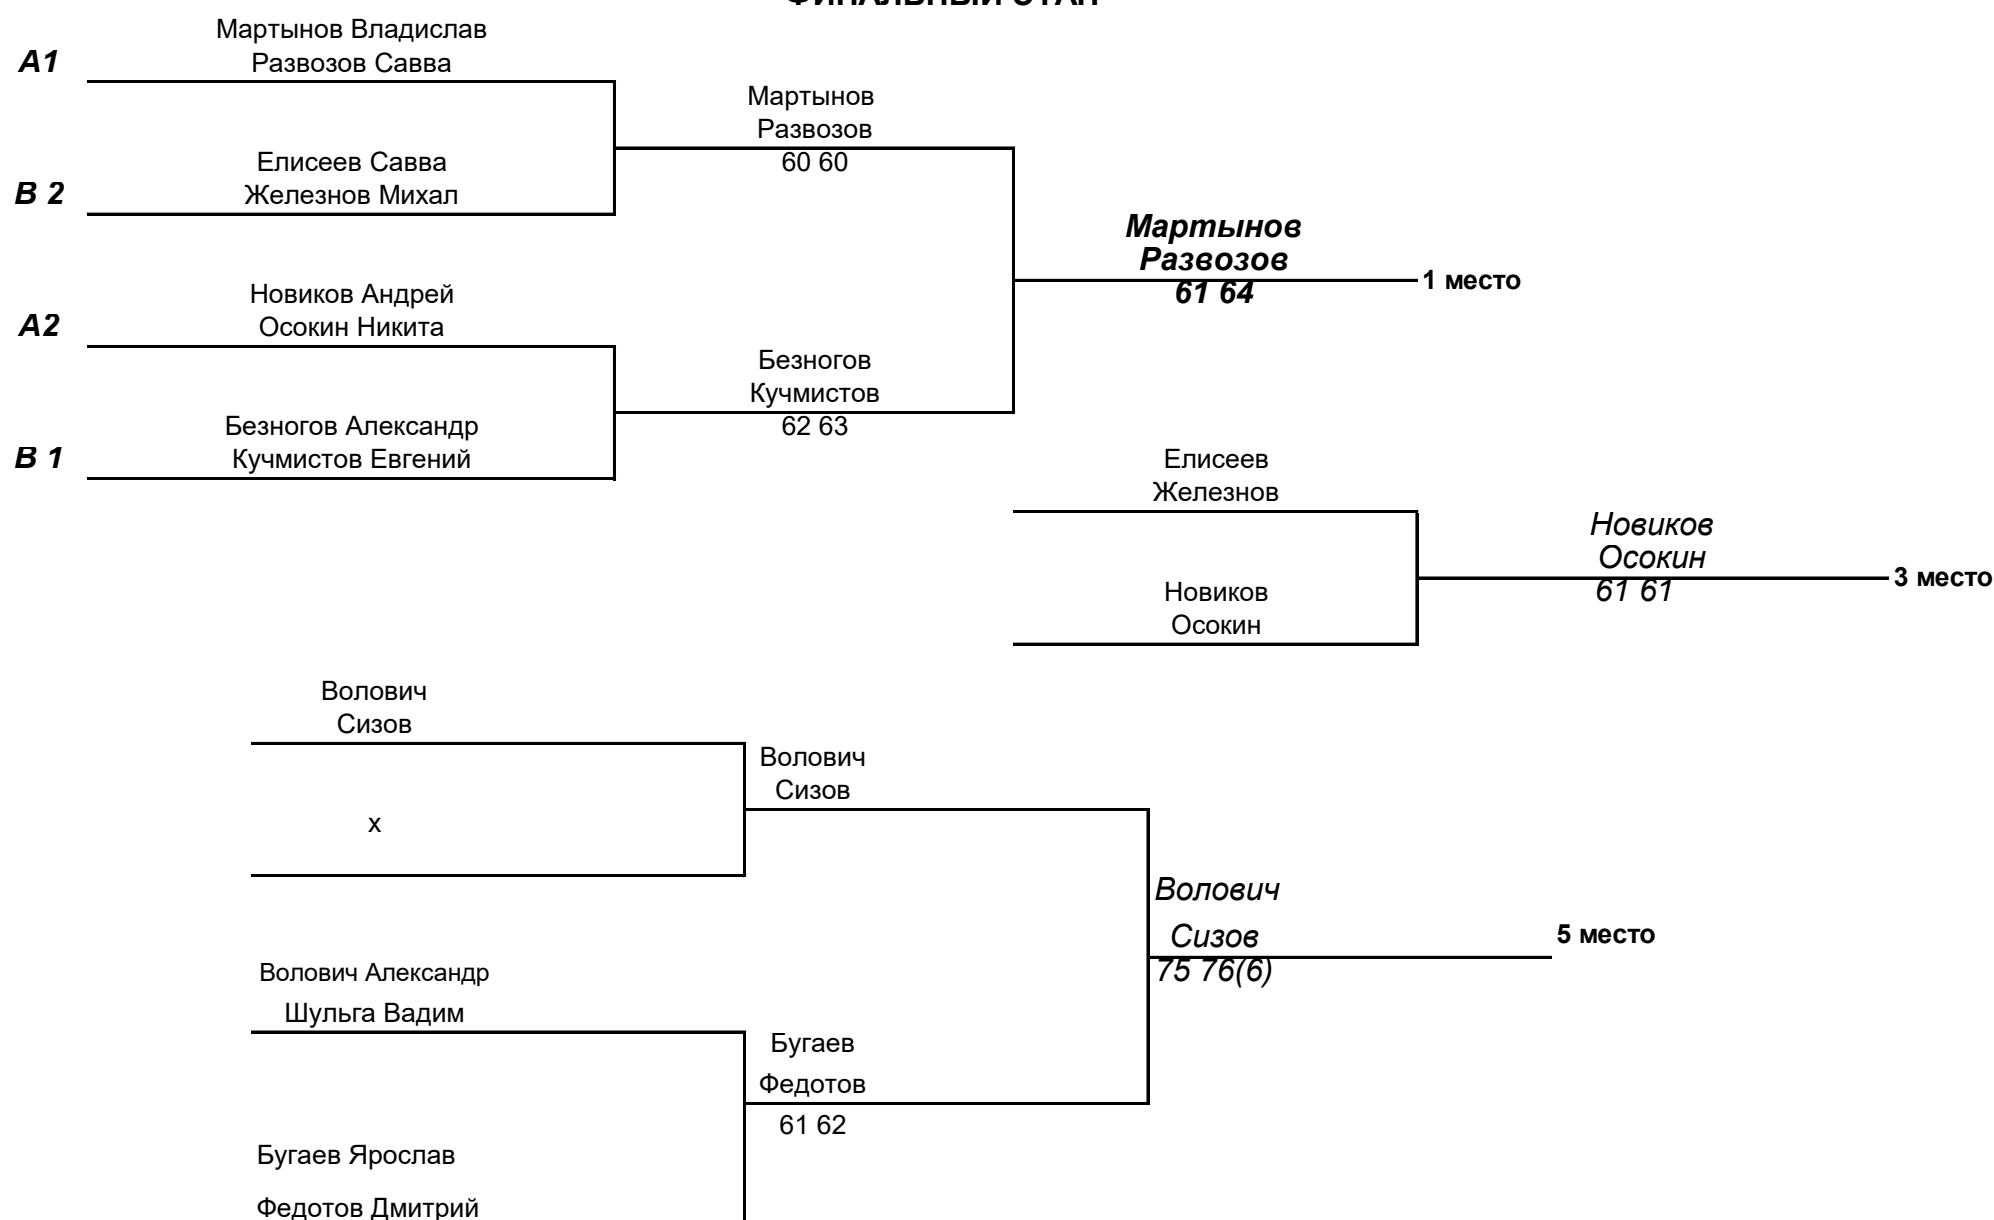 Мартынов Владислав
A1
Развозов Савва
Мартынов
Развозов
60 60
Елисеев Савва
B 2
Железнов Михал
Мартынов
Развозов
61 64
1 место
Новиков Андрей
A2
Осокин Никита
Безногов
Кучмистов
62 63
Безногов Александр
B 1
Кучмистов Евгений
Елисеев
Железнов
Новиков
Осокин
61 61
3 место
Новиков
Осокин
Волович
Сизов
Волович
Сизов
x
Волович
Сизов
75 76(6)
5 место
Волович Александр
Шульга Вадим
Бугаев
Федотов
61 62
Бугаев Ярослав
Федотов Дмитрий